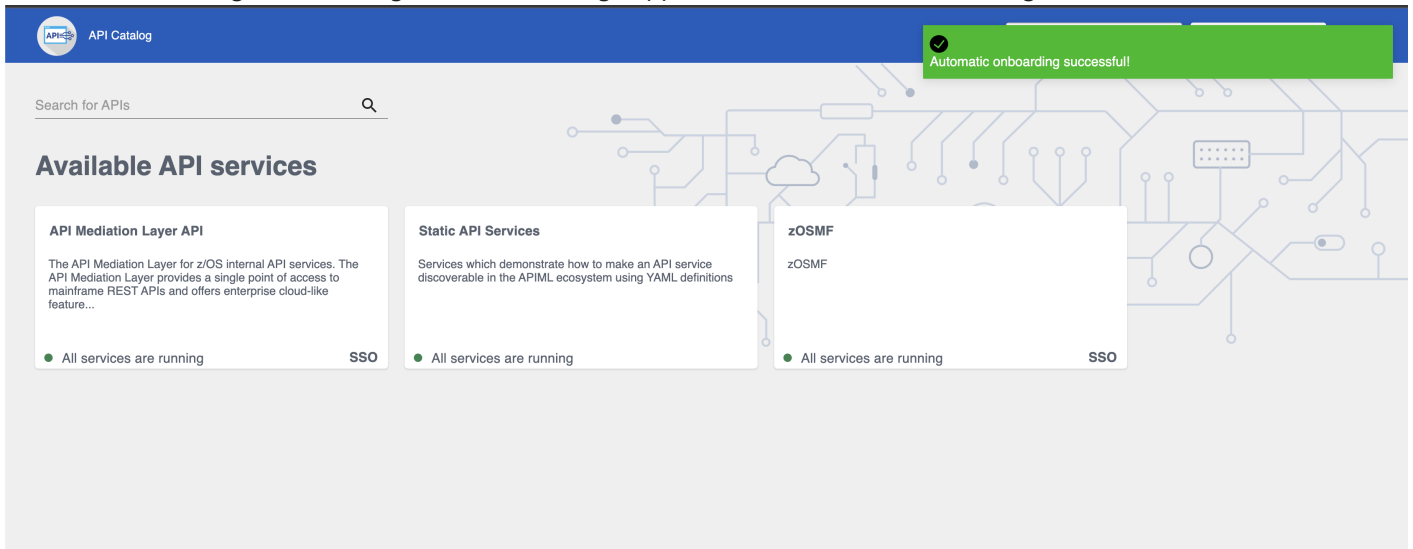 API
API Catalog
Automatic onboarding successful!
Search for APIs
Available API services
API Mediation Layer API
The API Mediation Layer for z/OS internal API services. The
API Mediation Layer provides a single point of access to
mainframe REST APIs and offers enterprise cloud-like
feature...
All services are running
SSO
Static API Services
Services which demonstrate how to make an API service
discoverable in the APIML ecosystem using YAML definitions
All services are running
zOSMF
zOSMF
All services are running
SSO